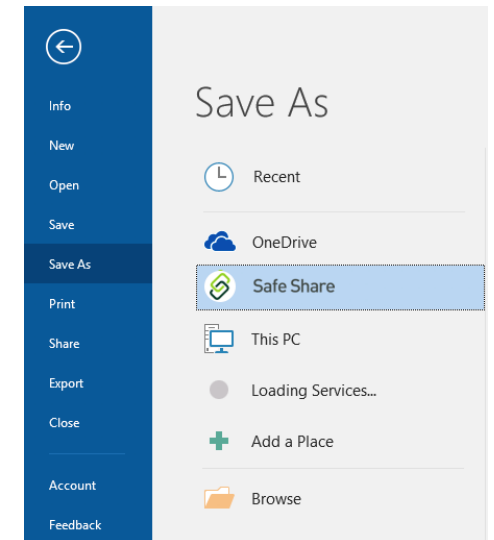 Info
New
Open
Save
Save As
Print
Share
Export
Close
Account
Feedback
Save As
Recent
OneDrive
Safe Share
This PC
Loading Services...
Add a Place
Browse